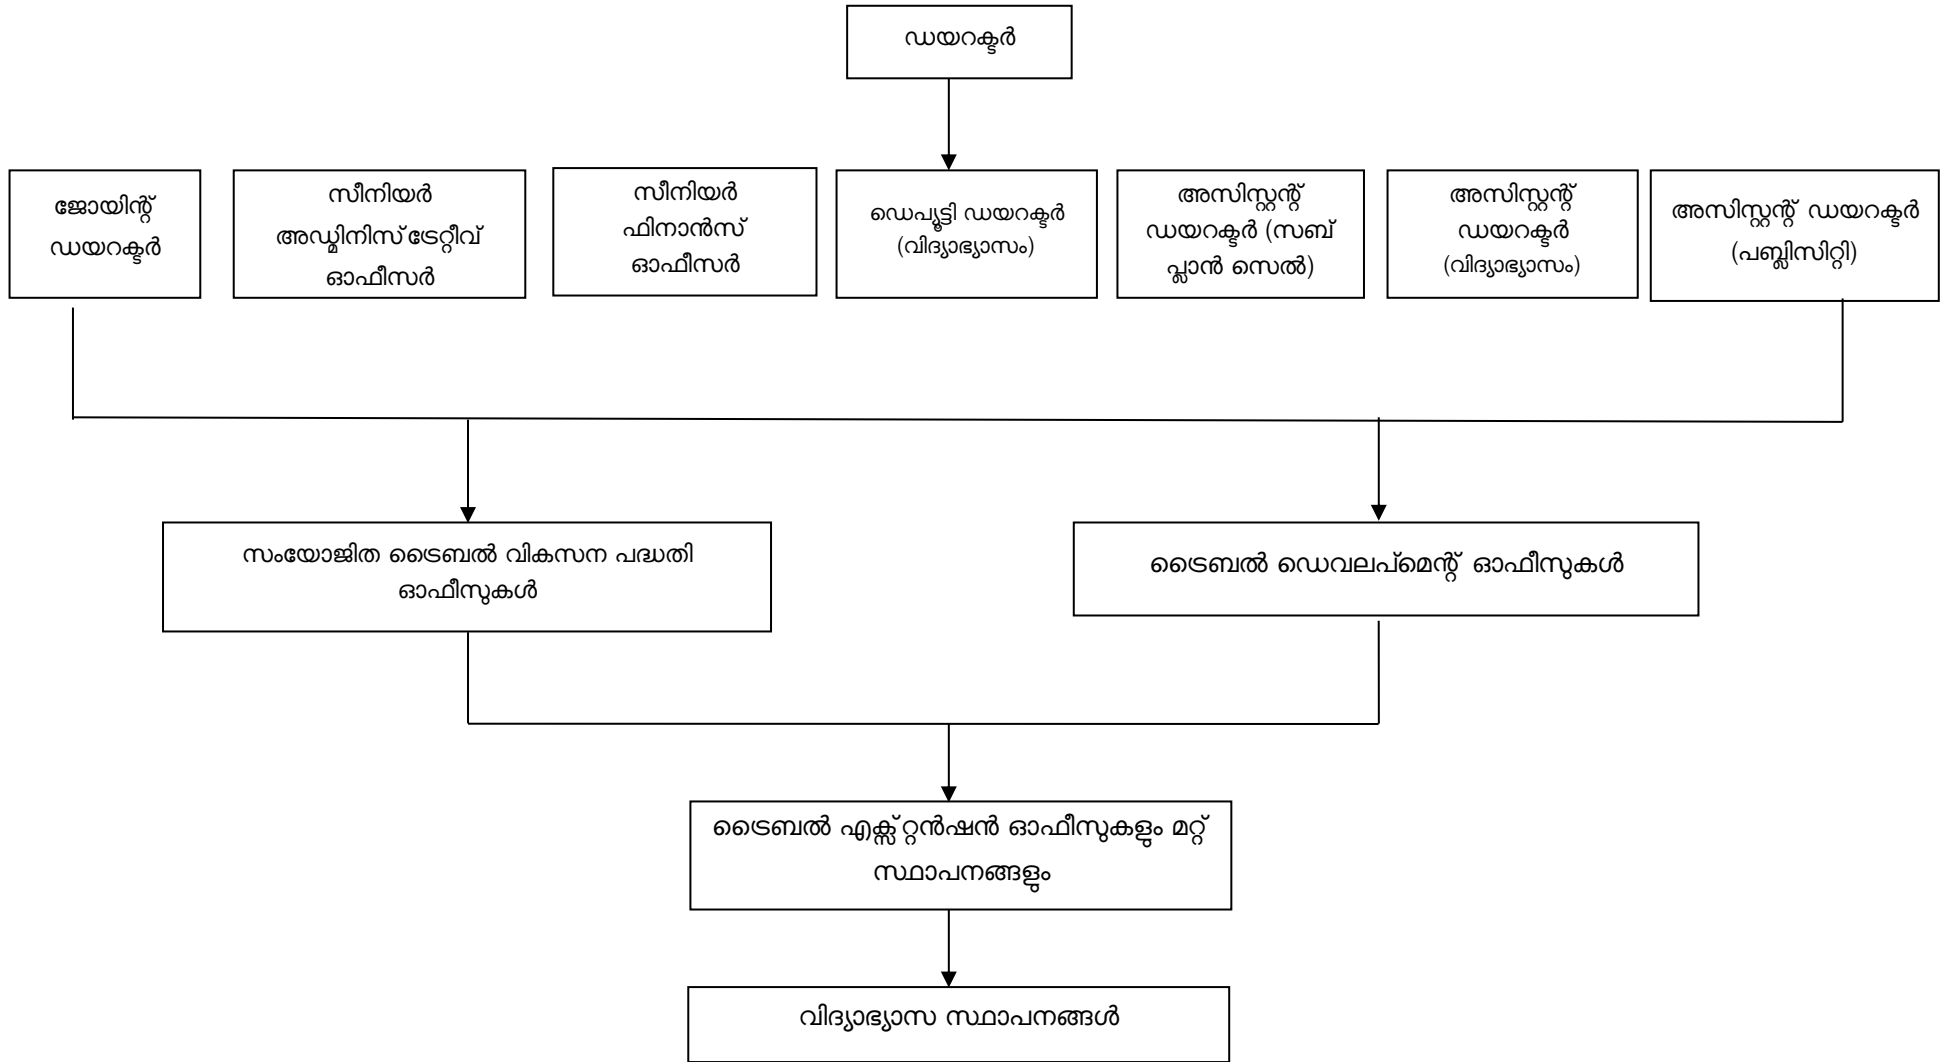 ഡയറക്ടർ
ജോയിന്റ്
ഡയറക്ടർ
സീനിയർ
അഡ്മിനിസ്ട്രേറ്റീവ്
ഓഫീസർ
സീനിയർ
ഫിനാൻസ്
ഓഫീസർ
ഡെപ്യൂട്ടി ഡയറക്ടർ
(വിദ്യാഭ്യാസം)
അസിസ്റ്റന്റ്
ഡയറക്ടർ (സബ്
പ്ലാൻ സെൽ)
അസിസ്റ്റന്റ്
ഡയറക്ടർ
(വിദ്യാഭ്യാസം)
അസിസ്റ്റന്റ് ഡയറക്ടർ
(പബ്ലിസിറ്റി)
സംയോജിത ട്രൈബൽ വികസന പദ്ധതി
ഓഫീസുകൾ
ട്രൈബൽ ഡെവലപ്മെന്റ് ഓഫീസുകൾ
ട്രൈബൽ എക്സ്റ്റൻഷൻ ഓഫീസുകളും മറ്റ്
സ്ഥാപനങ്ങളും
വിദ്യാഭ്യാസ സ്ഥാപനങ്ങൾ